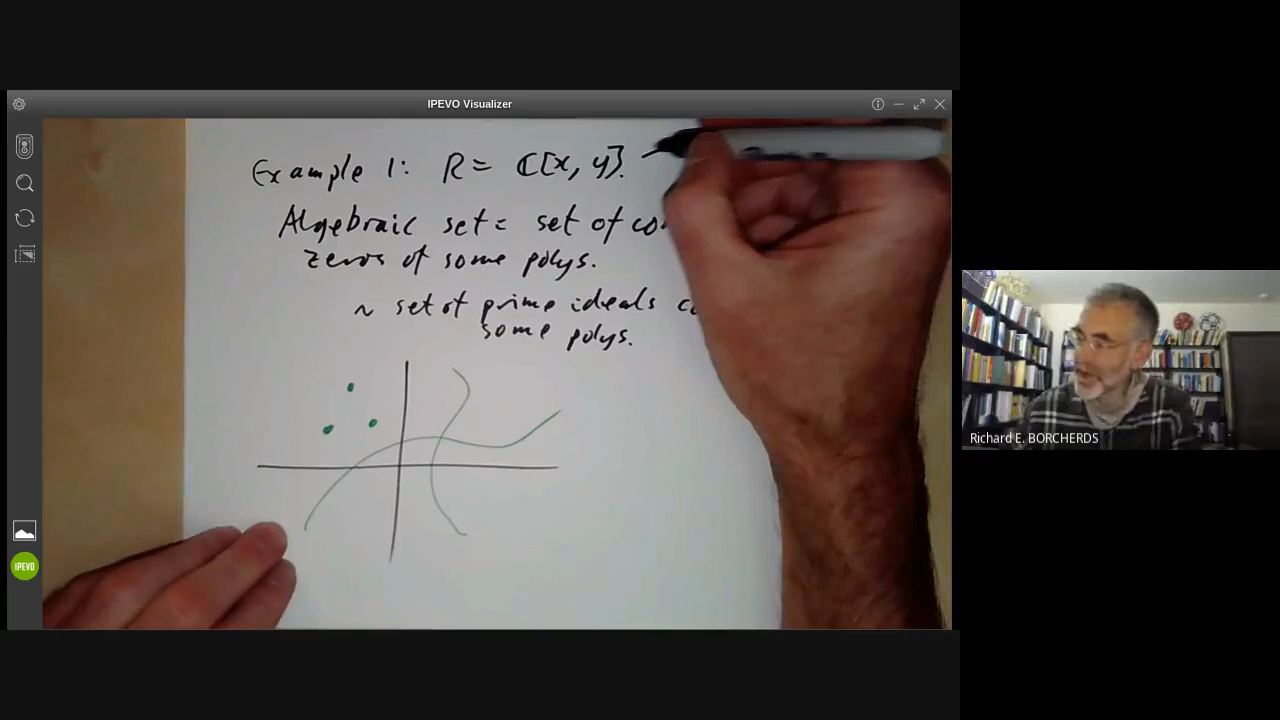 IPEVO Visualizer
Example 1: R = ℂ[x, y].
Algebraic set = set of
zeros of some polys.
~ set of prime ideals
some polys.
IPEVO
Richard E. BORCHERDS